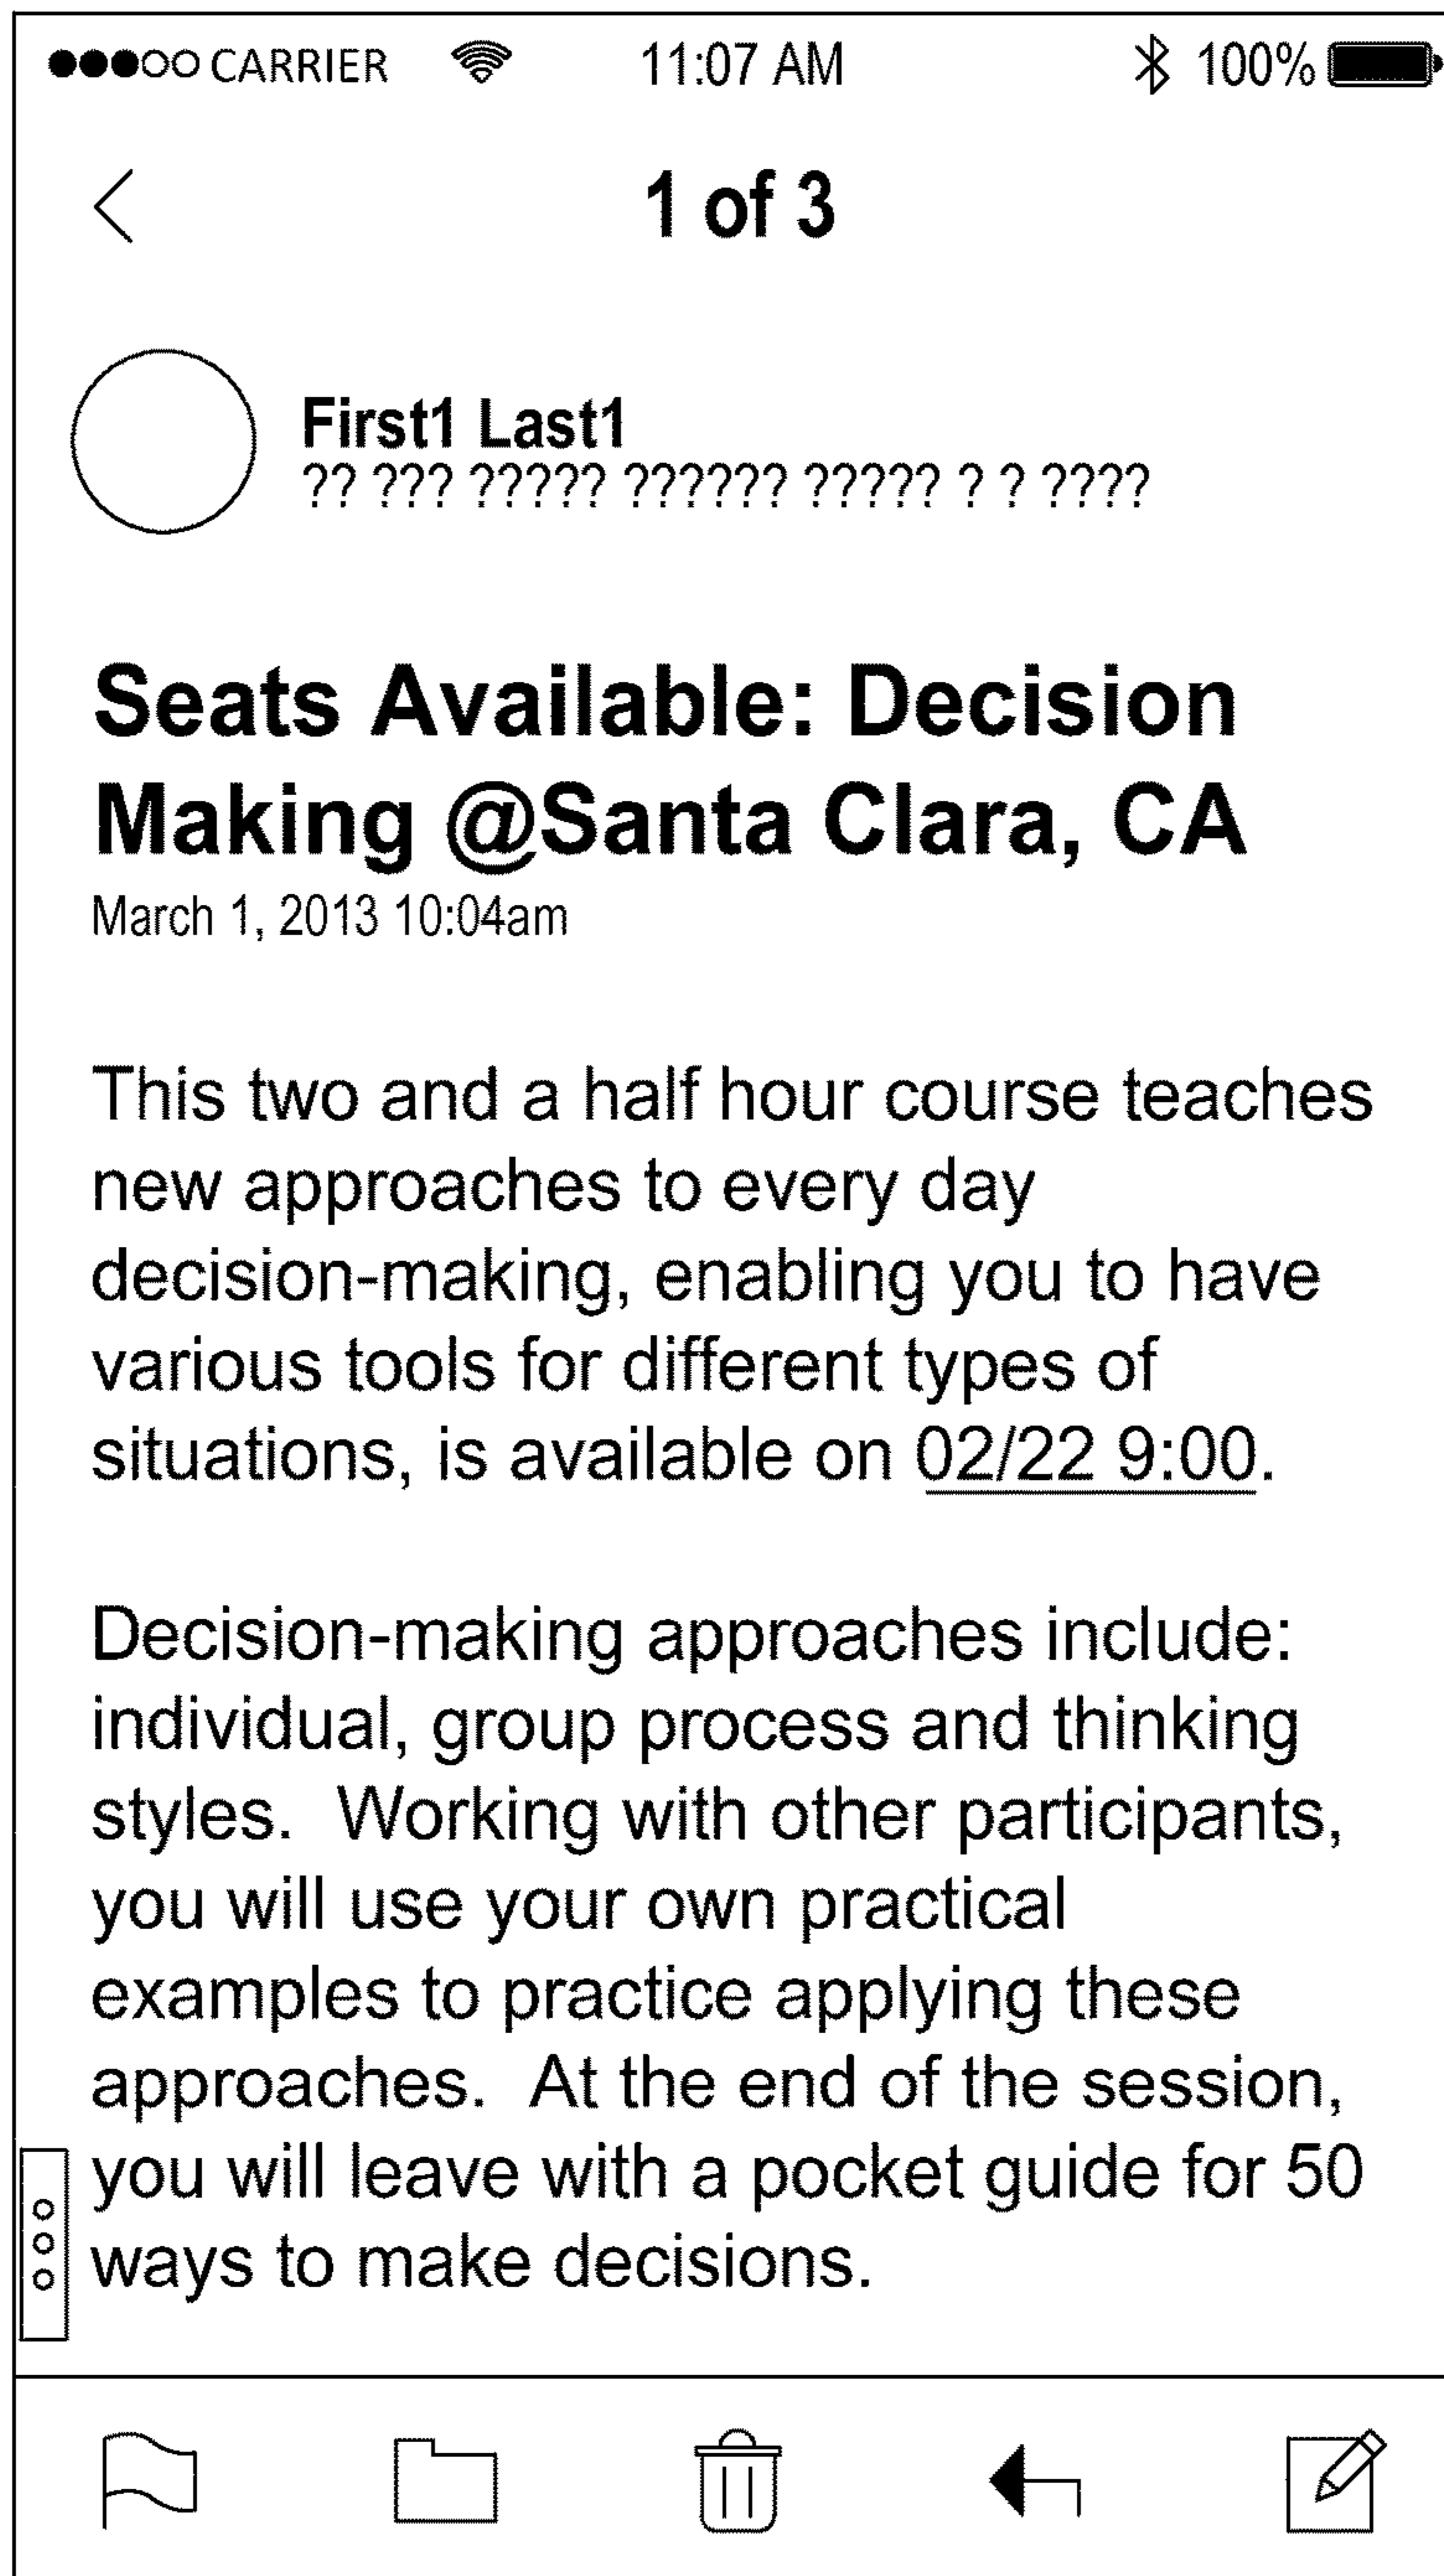 CARRIER 11:07 AM 100%
1 of 3
First1 Last1
?? ??? ????? ?????? ????? ? ? ????
Seats Available: Decision
Making @Santa Clara, CA
March 1, 2013 10:04am
This two and a half hour course teaches
new approaches to every day
decision-making, enabling you to have
various tools for different types of
situations, is available on 02/22 9:00.
Decision-making approaches include:
individual, group process and thinking
styles.  Working with other participants,
you will use your own practical
examples to practice applying these
approaches.  At the end of the session,
you will leave with a pocket guide for 50
ways to make decisions.